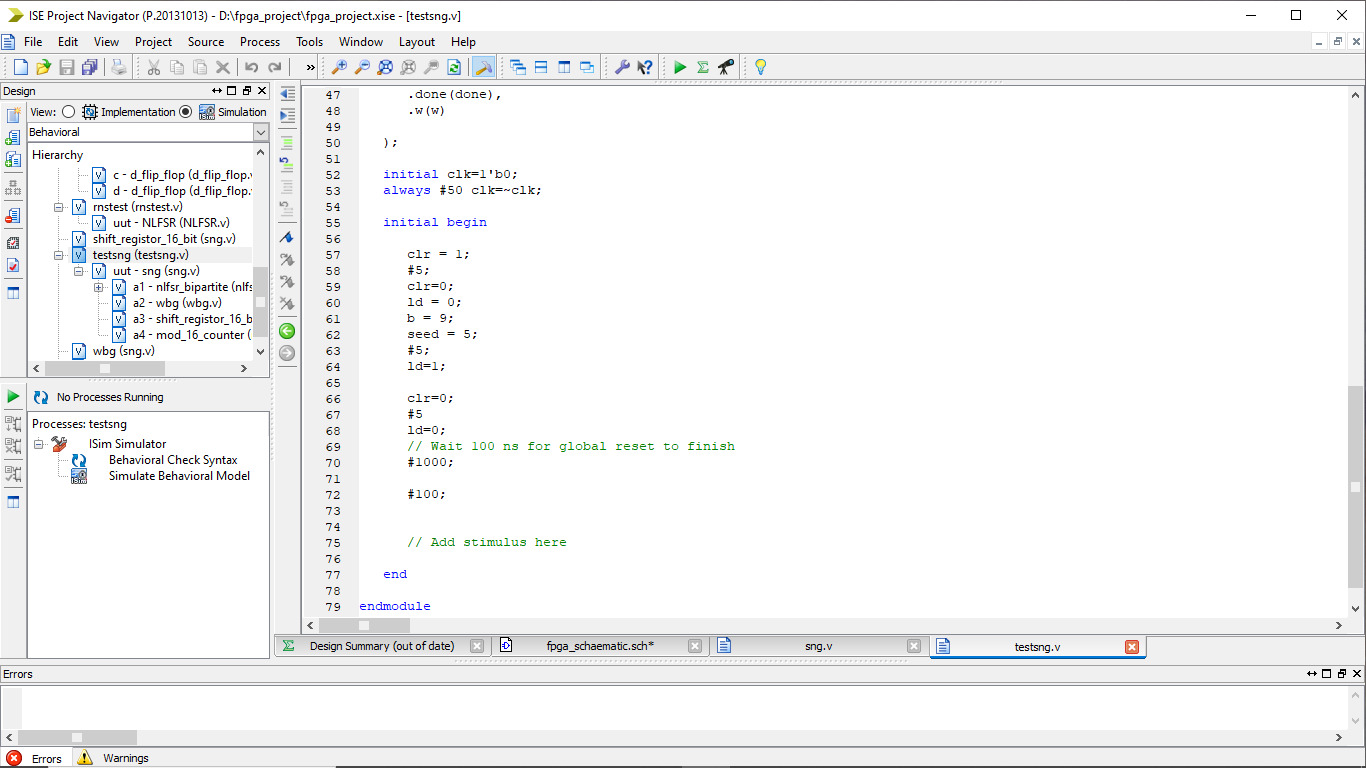 ISE Project Navigator (P.20131013) - D:\fpga_project\fpga_project.xise - [testsng.v]
File Edit View Project Source Process Tools Window Layout Help
Design
View: Implementation Simulation
Behavioral
Hierarchy
c - d_flip_flop (d_flip_flop.v
d - d_flip_flop (d_flip_flop.
rnstest (rnstest.v)
uut - NLFSR (NLFSR.v)
shift_registor_16_bit (sng.v)
testsng (testsng.v)
uut - sng (sng.v)
a1 - nlfsr_bipartite (nlfs
a2 - wbg (wbg.v)
a3 - shift_registor_16_b
a4 - mod_16_counter (
wbg (sng.v)
No Processes Running
Processes: testsng
ISim Simulator
Behavioral Check Syntax
Simulate Behavioral Model
47 .done(done),
48 .w(w)
49
50 );
51
52 initial clk=1'b0;
53 always #50 clk=~clk;
54
55 initial begin
56
57 clr = 1;
58 #5;
59 clr=0;
60 ld = 0;
61 b = 9;
62 seed = 5;
63 #5;
64 ld=1;
65
66 clr=0;
67 #5
68 ld=0;
69 // Wait 100 ns for global reset to finish
70 #1000;
71
72 #100;
73
74
75 // Add stimulus here
76
77 end
78
79 endmodule
Design Summary (out of date) fpga_schaematic.sch* sng.v testsng.v
Errors
Errors Warnings